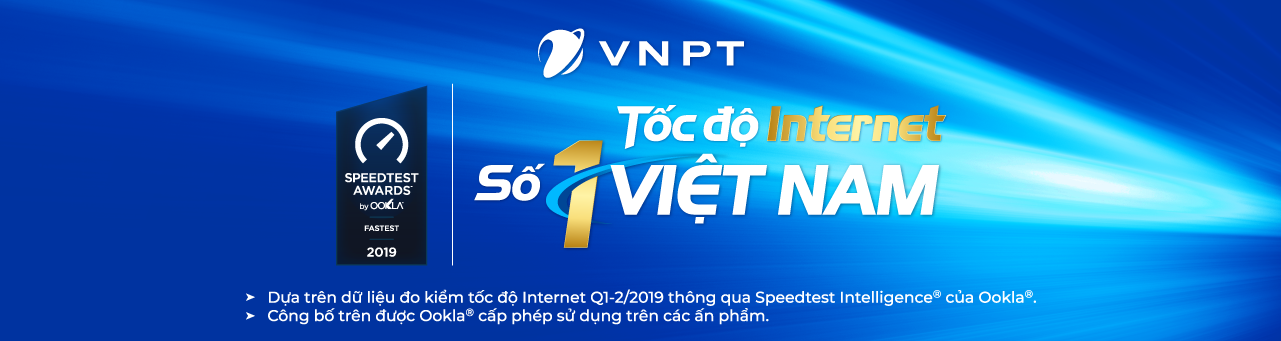 VNPT
SPEEDTEST
AWARDS™
by OOKLA
FASTEST
2019
Tốc độ Internet
Số 1 VIỆT NAM
➤ Dựa trên dữ liệu đo kiểm tốc độ Internet Q1-2/2019 thông qua Speedtest Intelligence® của Ookla®.
➤ Công bố trên được Ookla® cấp phép sử dụng trên các ấn phẩm.